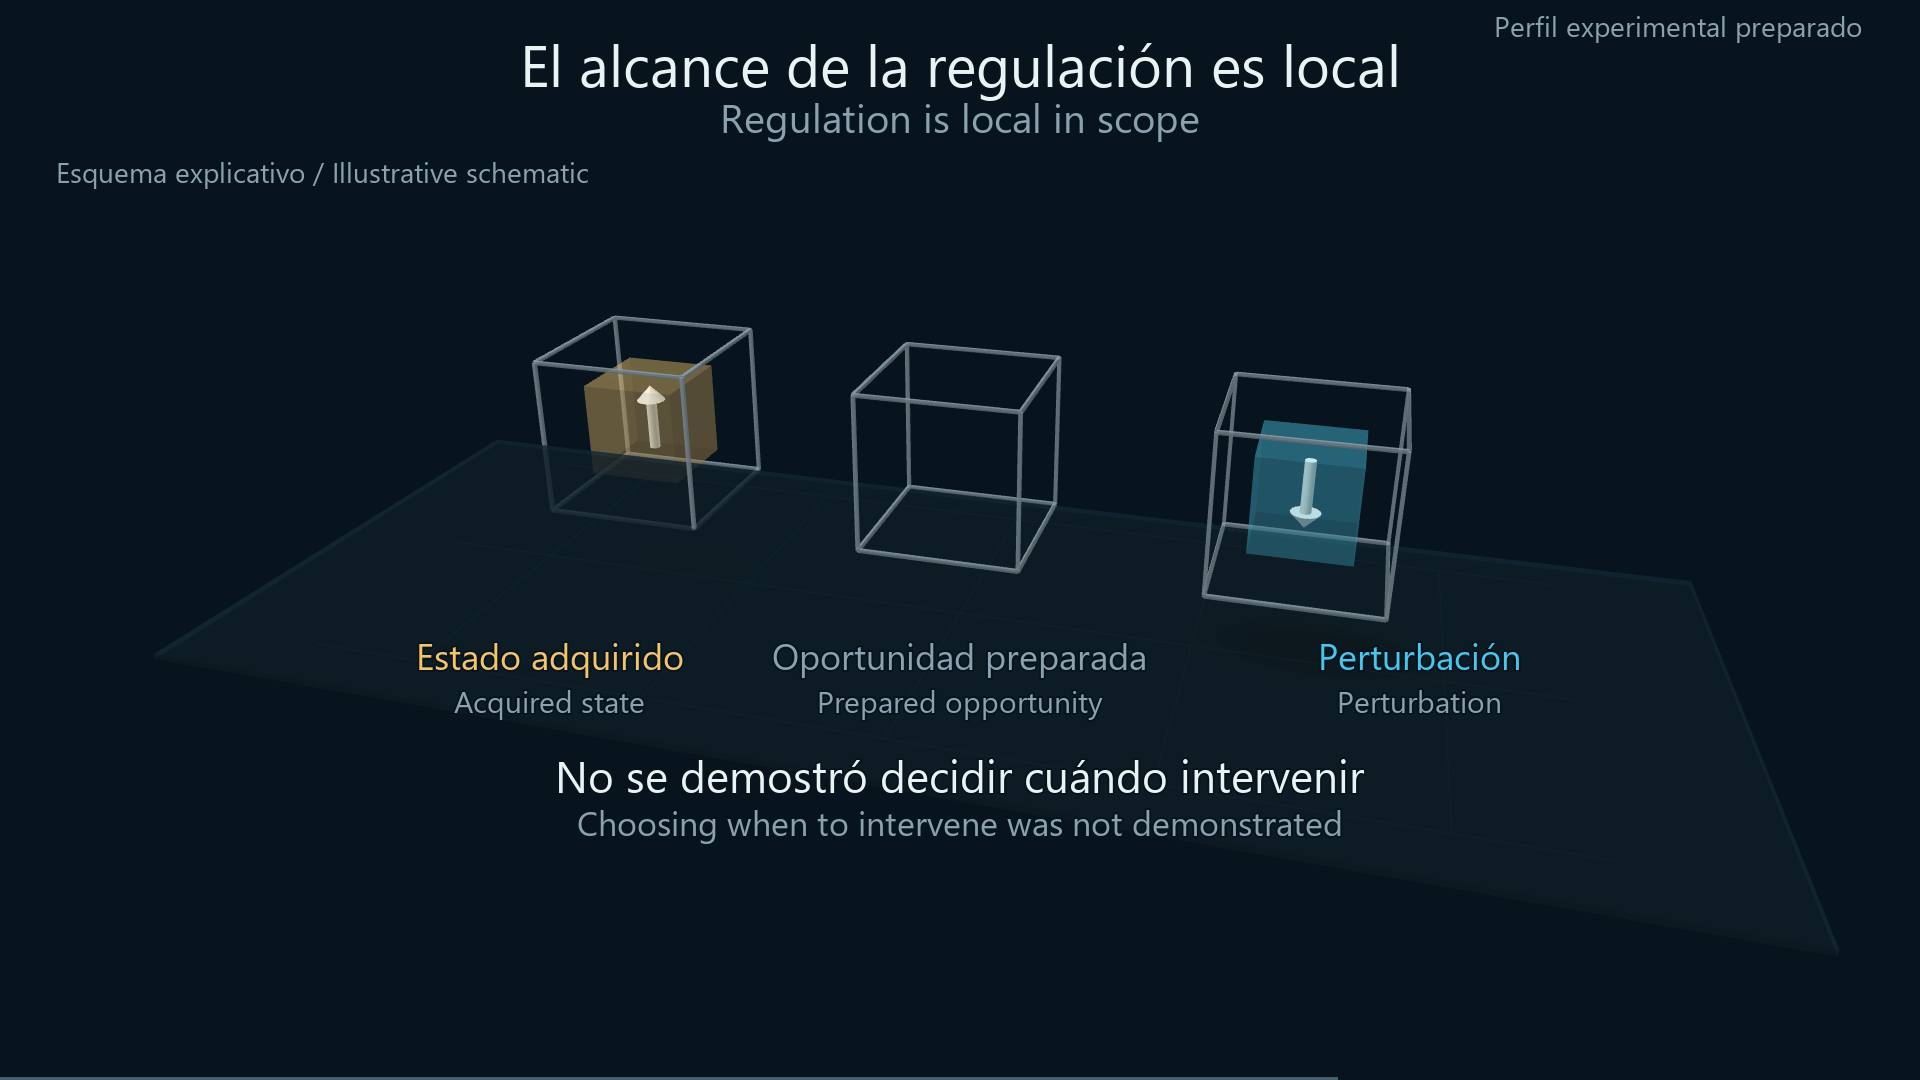 Perfil experimental preparado
El alcance de la regulación es local
Regulation is local in scope
Esquema explicativo / Illustrative schematic
Estado adquirido
Acquired state
Oportunidad preparada
Prepared opportunity
Perturbación
Perturbation
No se demostró decidir cuándo intervenir
Choosing when to intervene was not demonstrated